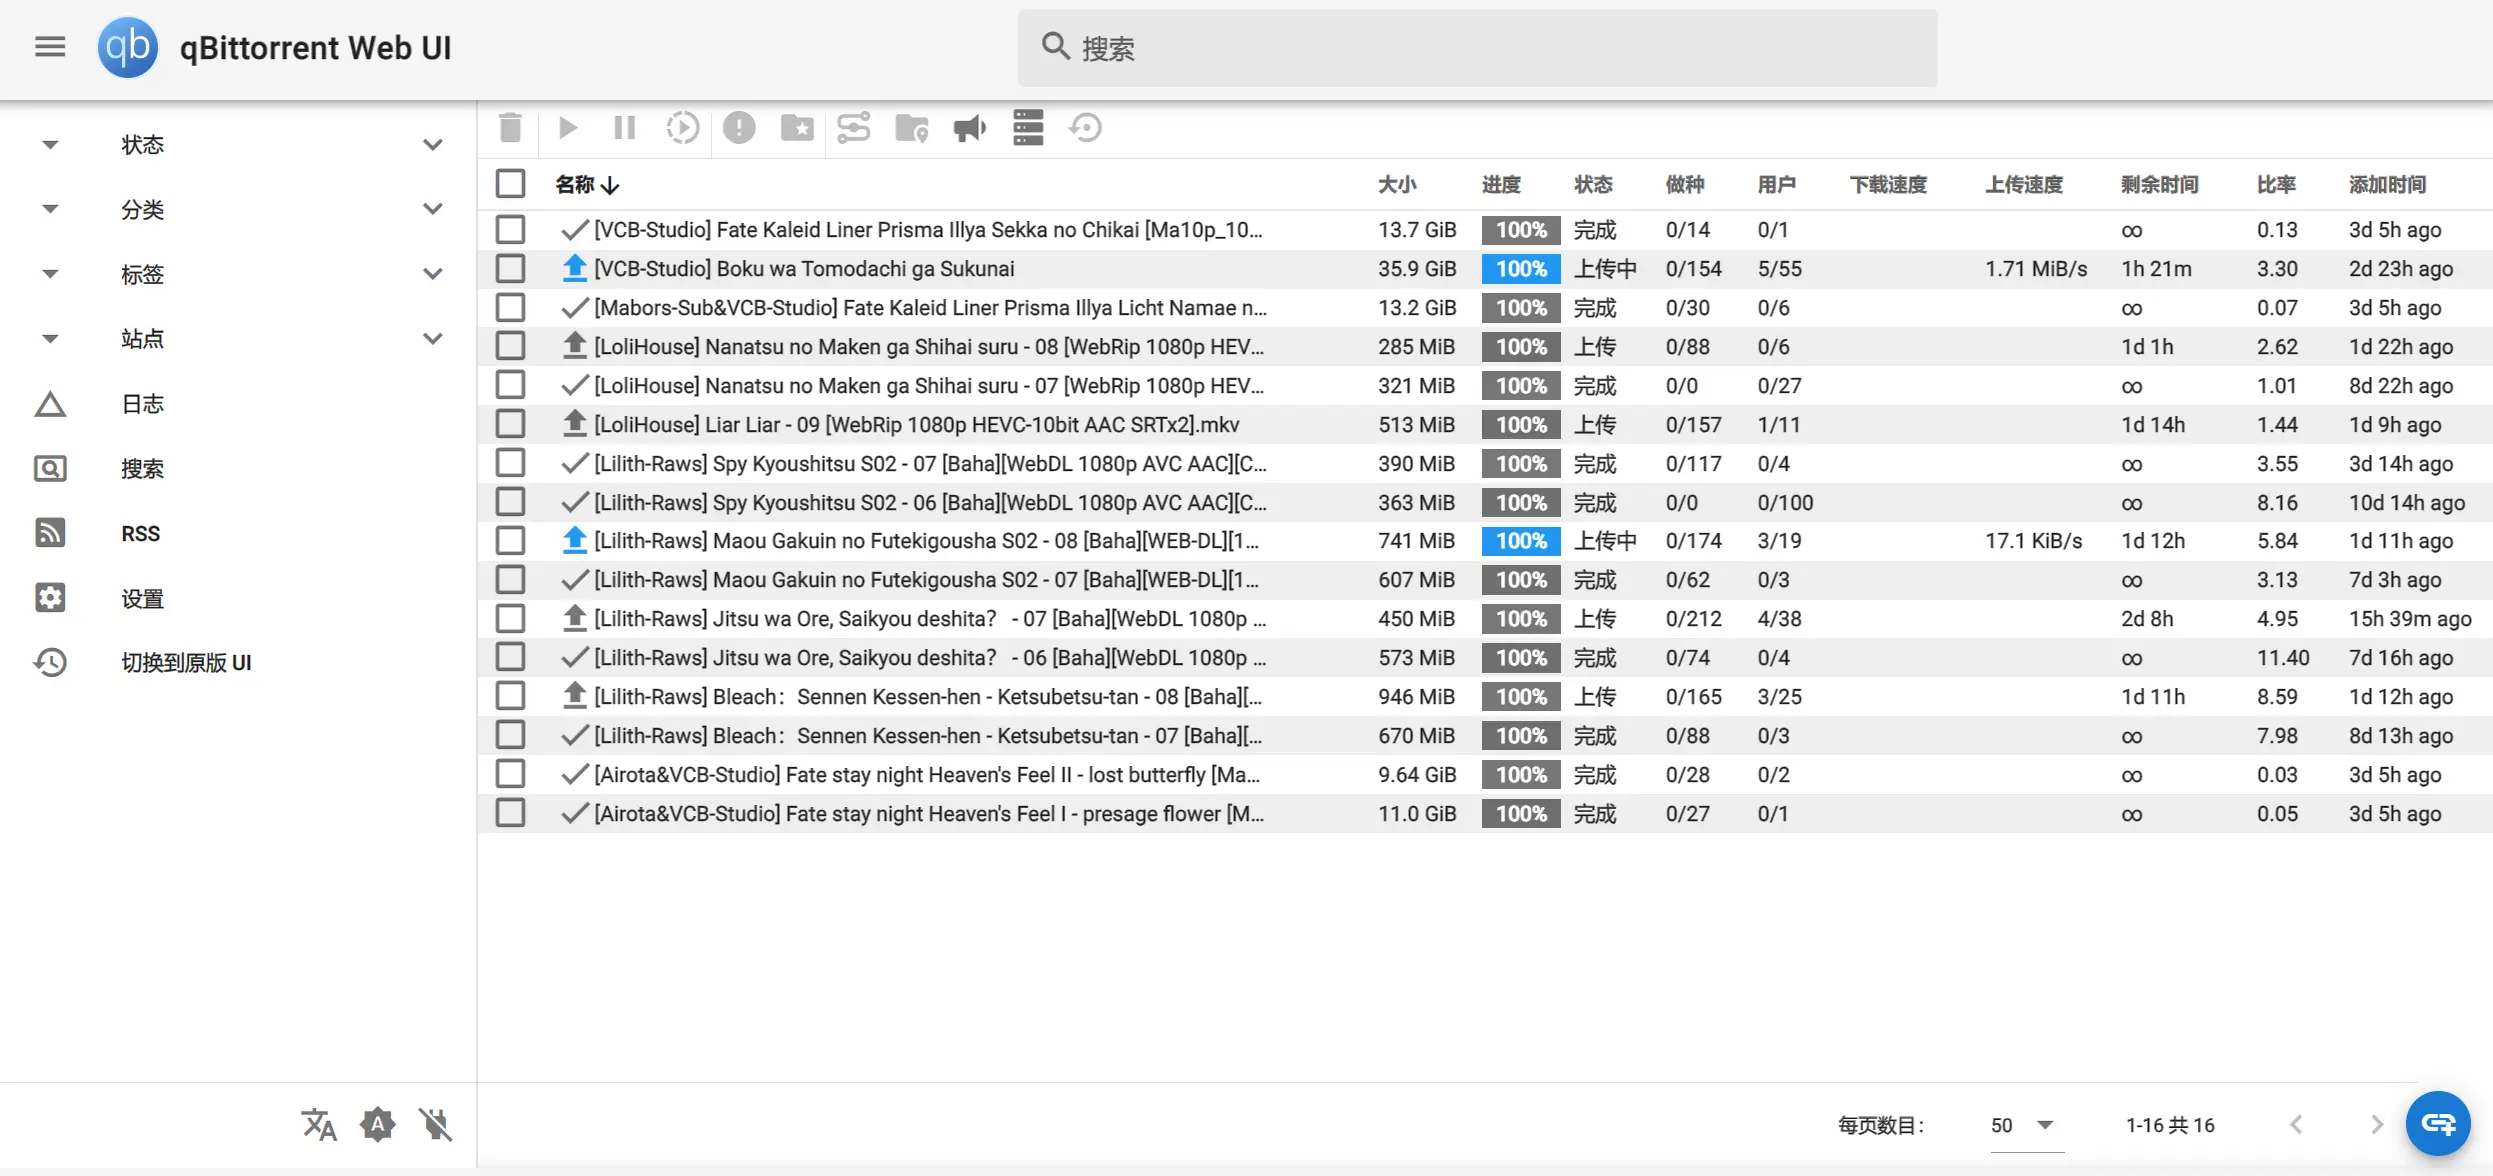 qb qBittorrent Web UI 搜索
状态
分类
标签
站点
日志
搜索
RSS
设置
切换到原版 UI
名称 大小 进度 状态 做种 用户 下载速度 上传速度 剩余时间 比率 添加时间
[VCB-Studio] Fate Kaleid Liner Prisma Illya Sekka no Chikai [Ma10p_10... 13.7 GiB 100% 完成 0/14 0/1 ∞ 0.13 3d 5h ago
[VCB-Studio] Boku wa Tomodachi ga Sukunai 35.9 GiB 100% 上传中 0/154 5/55 1.71 MiB/s 1h 21m 3.30 2d 23h ago
[Mabors-Sub&VCB-Studio] Fate Kaleid Liner Prisma Illya Licht Namae n... 13.2 GiB 100% 完成 0/30 0/6 ∞ 0.07 3d 5h ago
[LoliHouse] Nanatsu no Maken ga Shihai suru - 08 [WebRip 1080p HEV... 285 MiB 100% 上传 0/88 0/6 1d 1h 2.62 1d 22h ago
[LoliHouse] Nanatsu no Maken ga Shihai suru - 07 [WebRip 1080p HEV... 321 MiB 100% 完成 0/0 0/27 ∞ 1.01 8d 22h ago
[LoliHouse] Liar Liar - 09 [WebRip 1080p HEVC-10bit AAC SRTx2].mkv 513 MiB 100% 上传 0/157 1/11 1d 14h 1.44 1d 9h ago
[Lilith-Raws] Spy Kyoushitsu S02 - 07 [Baha][WebDL 1080p AVC AAC][C... 390 MiB 100% 完成 0/117 0/4 ∞ 3.55 3d 14h ago
[Lilith-Raws] Spy Kyoushitsu S02 - 06 [Baha][WebDL 1080p AVC AAC][C... 363 MiB 100% 完成 0/0 0/100 ∞ 8.16 10d 14h ago
[Lilith-Raws] Maou Gakuin no Futekigousha S02 - 08 [Baha][WEB-DL][1... 741 MiB 100% 上传中 0/174 3/19 17.1 KiB/s 1d 12h 5.84 1d 11h ago
[Lilith-Raws] Maou Gakuin no Futekigousha S02 - 07 [Baha][WEB-DL][1... 607 MiB 100% 完成 0/62 0/3 ∞ 3.13 7d 3h ago
[Lilith-Raws] Jitsu wa Ore, Saikyou deshita？ - 07 [Baha][WebDL 1080p ... 450 MiB 100% 上传 0/212 4/38 2d 8h 4.95 15h 39m ago
[Lilith-Raws] Jitsu wa Ore, Saikyou deshita？ - 06 [Baha][WebDL 1080p ... 573 MiB 100% 完成 0/74 0/4 ∞ 11.40 7d 16h ago
[Lilith-Raws] Bleach：Sennen Kessen-hen - Ketsubetsu-tan - 08 [Baha][... 946 MiB 100% 上传 0/165 3/25 1d 11h 8.59 1d 12h ago
[Lilith-Raws] Bleach：Sennen Kessen-hen - Ketsubetsu-tan - 07 [Baha][... 670 MiB 100% 完成 0/88 0/3 ∞ 7.98 8d 13h ago
[Airota&VCB-Studio] Fate stay night Heaven's Feel II - lost butterfly [Ma... 9.64 GiB 100% 完成 0/28 0/2 ∞ 0.03 3d 5h ago
[Airota&VCB-Studio] Fate stay night Heaven's Feel I - presage flower [M... 11.0 GiB 100% 完成 0/27 0/1 ∞ 0.05 3d 5h ago
每页数目： 50 1-16 共 16